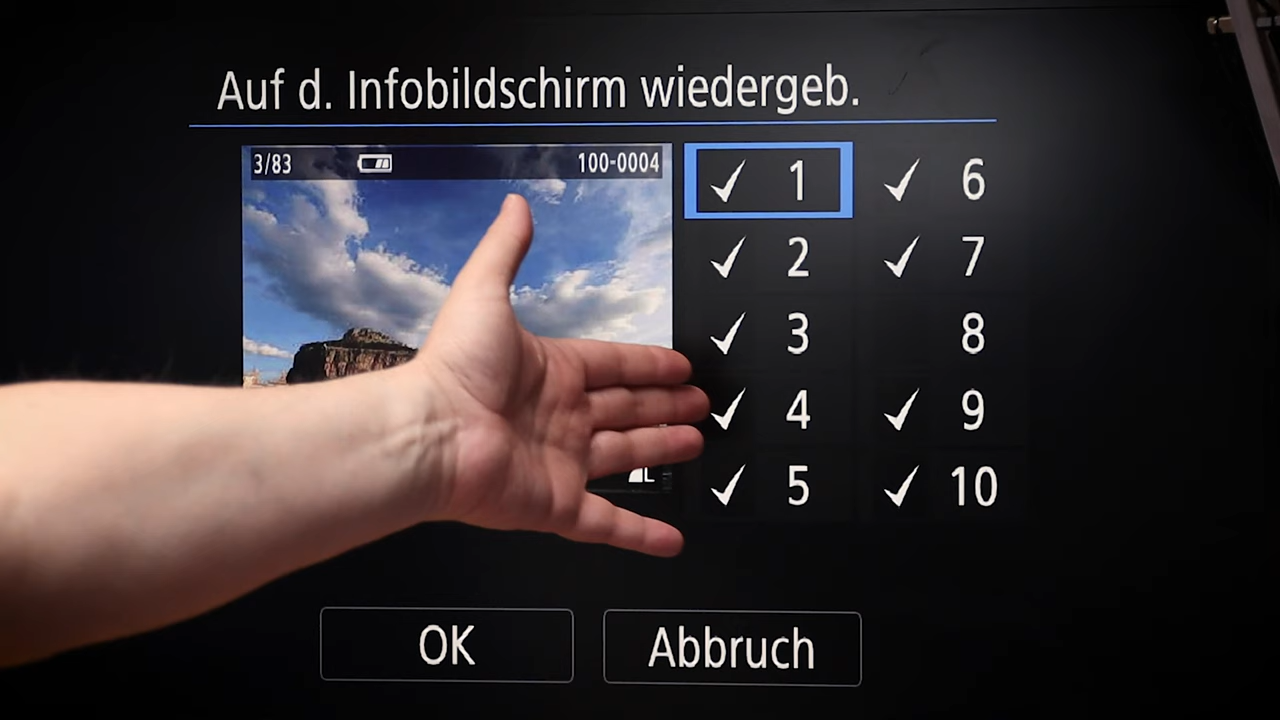 Auf d. Infobildschirm wiedergeb.
3/83 100-0004
✓ 1 ✓ 6
✓ 2 ✓ 7
✓ 3 8
✓ 4 ✓ 9
✓ 5 ✓ 10
L
OK Abbruch